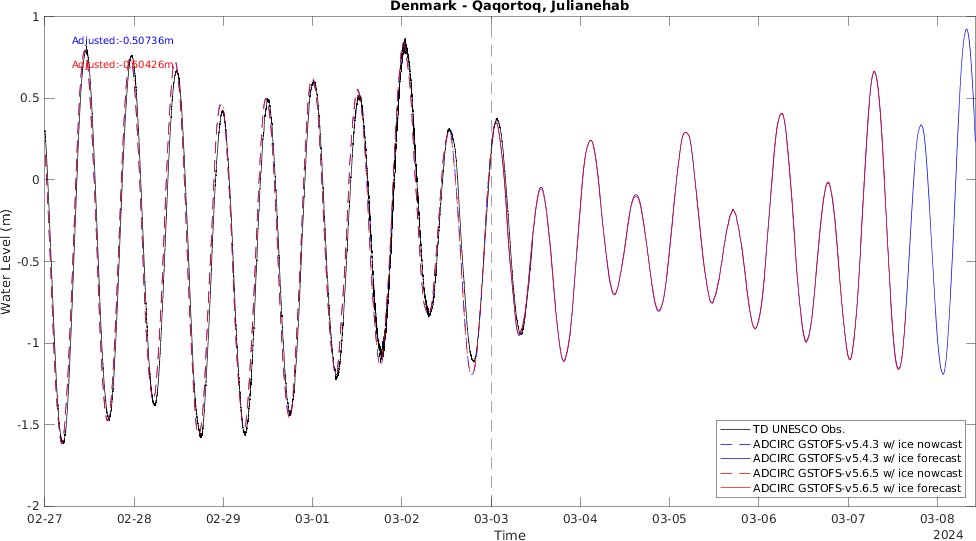 Denmark - Qaqortoq, Julianehab
Adjusted:-0.50736m
Adjusted:-0.50426m
1
0.5
0
-0.5
-1
-1.5
-2
Water Level (m)
02-27 02-28 02-29 03-01 03-02 03-03 03-04 03-05 03-06 03-07 03-08
Time
2024
TD UNESCO Obs.
ADCIRC GSTOFS-v5.4.3 w/ ice nowcast
ADCIRC GSTOFS-v5.4.3 w/ ice forecast
ADCIRC GSTOFS-v5.6.5 w/ ice nowcast
ADCIRC GSTOFS-v5.6.5 w/ ice forecast